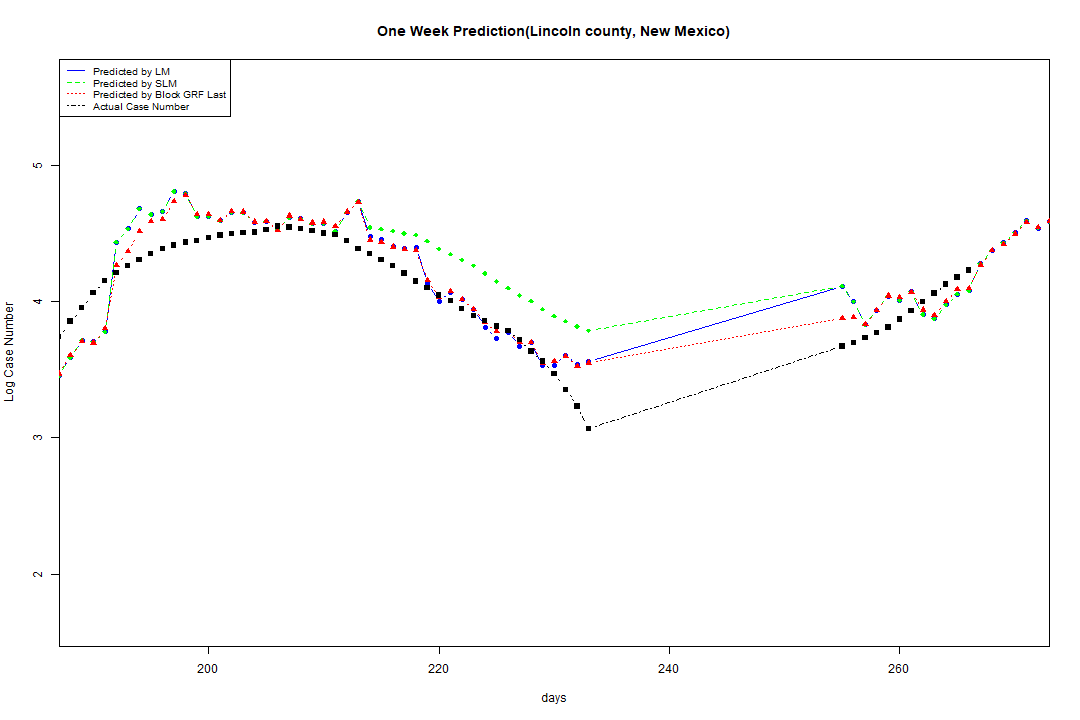 One Week Prediction(Lincoln county, New Mexico)
Predicted by LM
Predicted by SLM
Predicted by Block GRF Last
Actual Case Number
5
4
3
2
Log Case Number
200 220 240 260
days